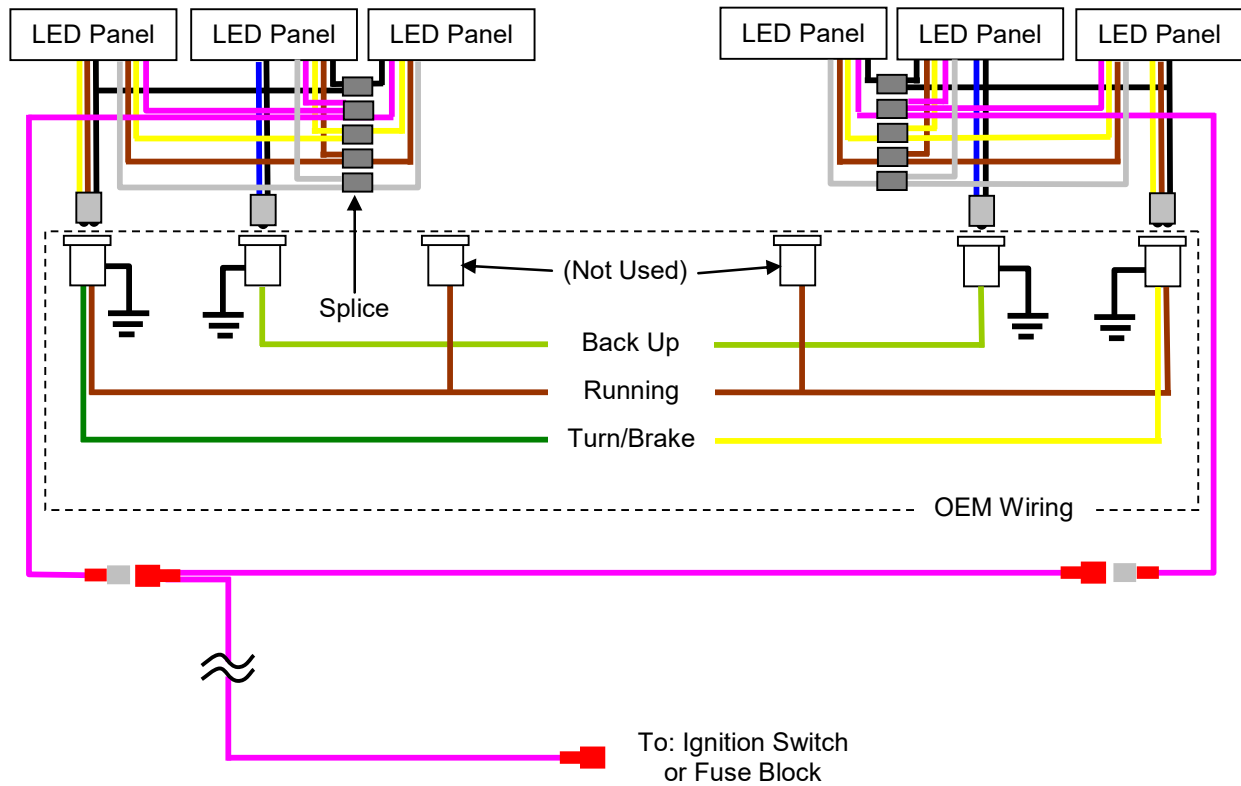 LED Panel
LED Panel
LED Panel
LED Panel
LED Panel
LED Panel
(Not Used)
Splice
Back Up
Running
Turn/Brake
OEM Wiring
To: Ignition Switch
or Fuse Block